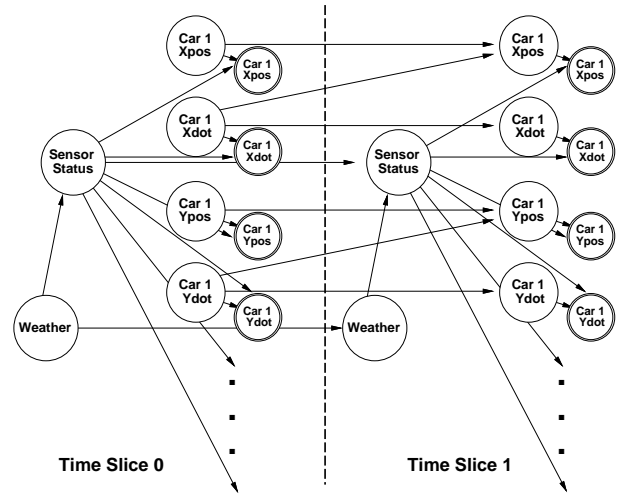 Car 1
Xpos
Car 1
Xpos
Car 1
Xdot
Car 1
Xdot
Sensor
Status
Car 1
Ypos
Car 1
Ypos
Car 1
Ydot
Car 1
Ydot
Weather
Time Slice 0
Car 1
Xpos
Car 1
Xpos
Car 1
Xdot
Car 1
Xdot
Sensor
Status
Car 1
Ypos
Car 1
Ypos
Car 1
Ydot
Car 1
Ydot
Weather
Time Slice 1